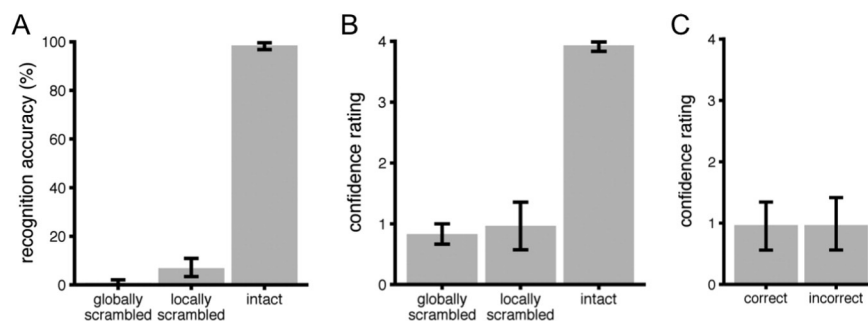 A
recognition accuracy (%)
100
80
60
40
20
0
globally
scrambled
locally
scrambled
intact
B
confidence rating
4
3
2
1
0
globally
scrambled
locally
scrambled
intact
C
confidence rating
4
3
2
1
0
correct
incorrect